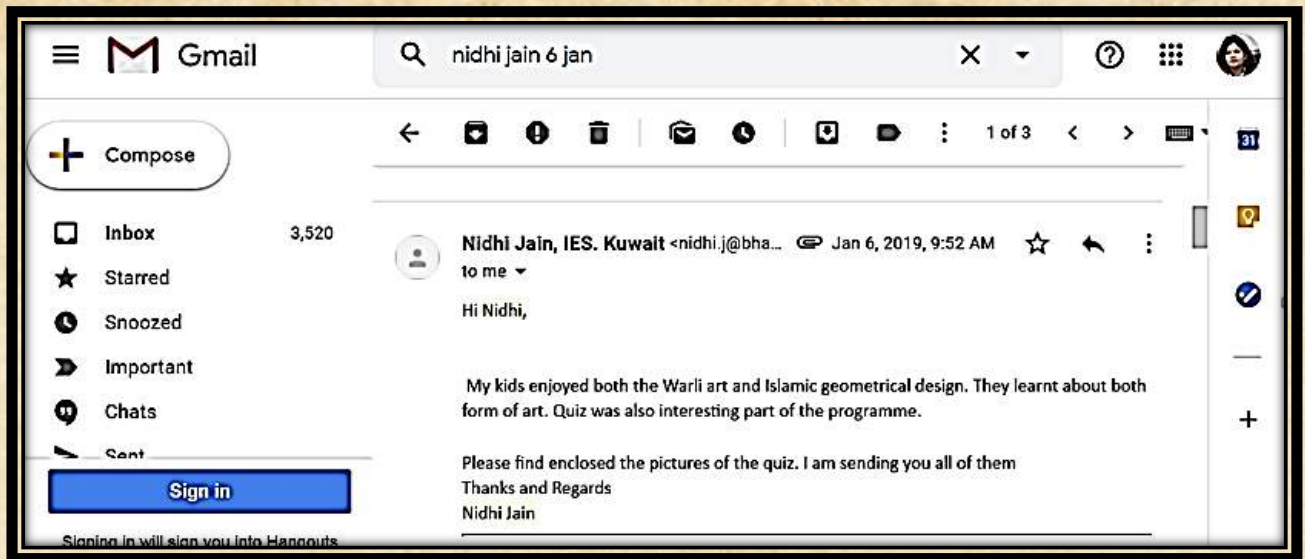 Gmail
nidhi jain 6 jan
Compose
1 of 3
31
Inbox 3,520
Starred
Snoozed
Important
Chats
Sent
Sign in
Signing in will sign you into Hangouts
Nidhi Jain, IES. Kuwait <nidhi.j@bha... Jan 6, 2019, 9:52 AM
to me
Hi Nidhi,
My kids enjoyed both the Warli art and Islamic geometrical design. They learnt about both
form of art. Quiz was also interesting part of the programme.
Please find enclosed the pictures of the quiz. I am sending you all of them
Thanks and Regards
Nidhi Jain